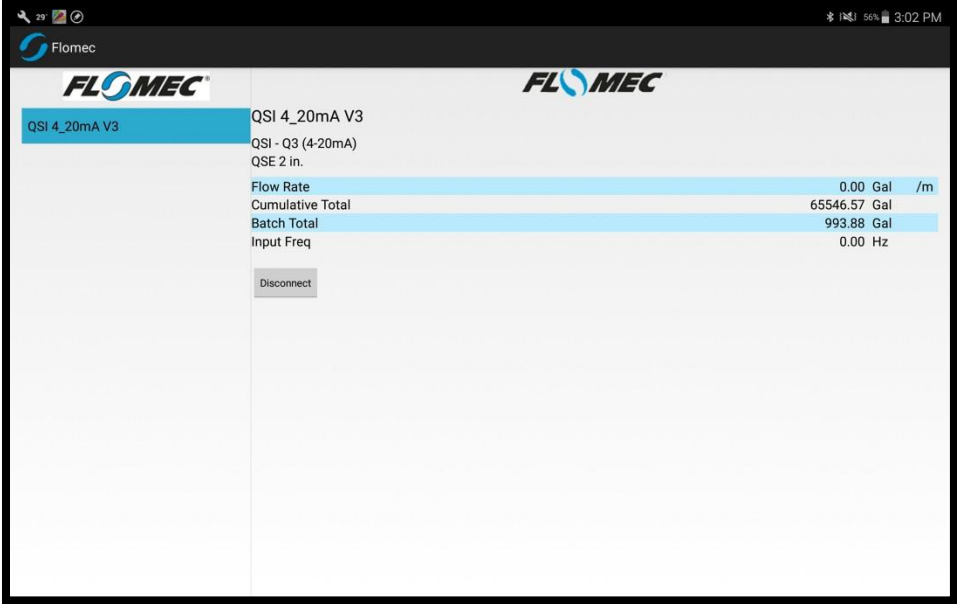 29° 56% 3:02 PM
Flomec
FLOMEC®
QSI 4_20mA V3
FLOMEC
QSI 4_20mA V3
QSI - Q3 (4-20mA)
QSE 2 in.
Flow Rate 0.00 Gal /m
Cumulative Total 65546.57 Gal
Batch Total 993.88 Gal
Input Freq 0.00 Hz
Disconnect